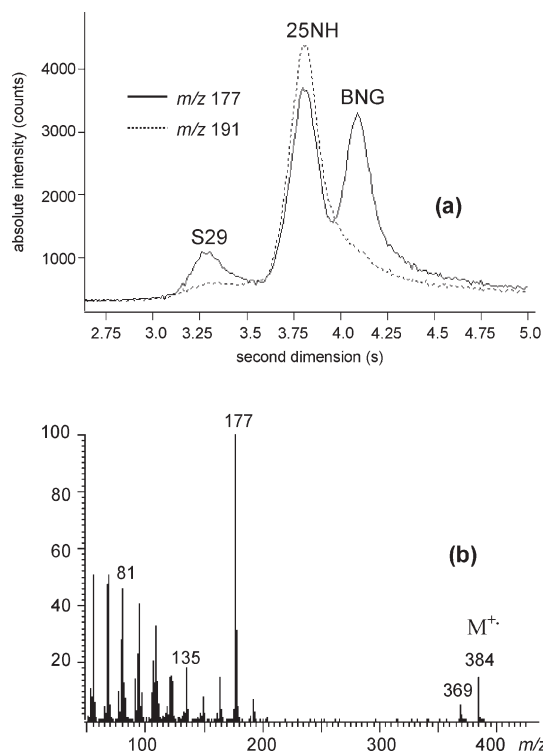 25NH
BNG
m/z 177
m/z 191
(a)
S29
absolute intensity (counts)
4000
3000
2000
1000
2.75 3.0 3.25 3.5 3.75 4.0 4.25 4.5 4.75 5.0
second dimension (s)
177
100
80
60
40
20
(b)
81
135
M+·
384
369
100 200 300 400 m/z